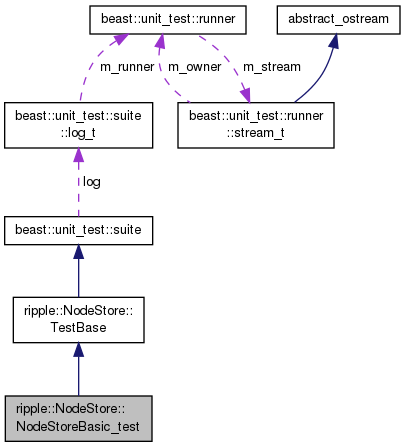 beast::unit_test::runner
abstract_ostream
m_runner
m_owner
m_stream
beast::unit_test::suite
::log_t
beast::unit_test::runner
::stream_t
log
beast::unit_test::suite
ripple::NodeStore::
TestBase
ripple::NodeStore::
NodeStoreBasic_test